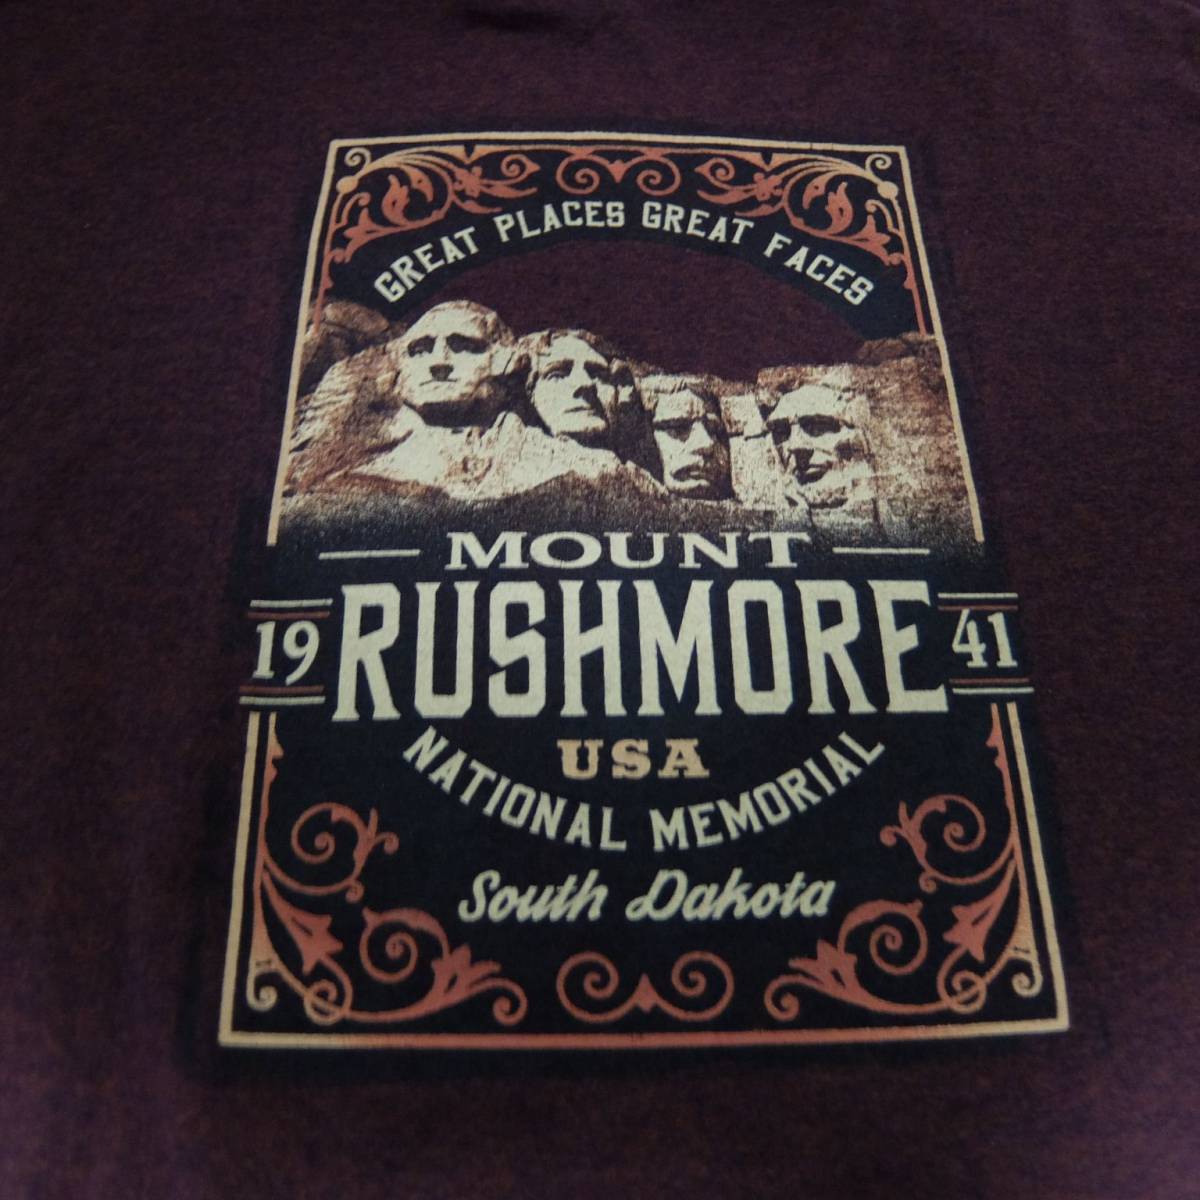 GREAT PLACES GREAT FACES
MOUNT
19 RUSHMORE 41
USA
NATIONAL MEMORIAL
South Dakota